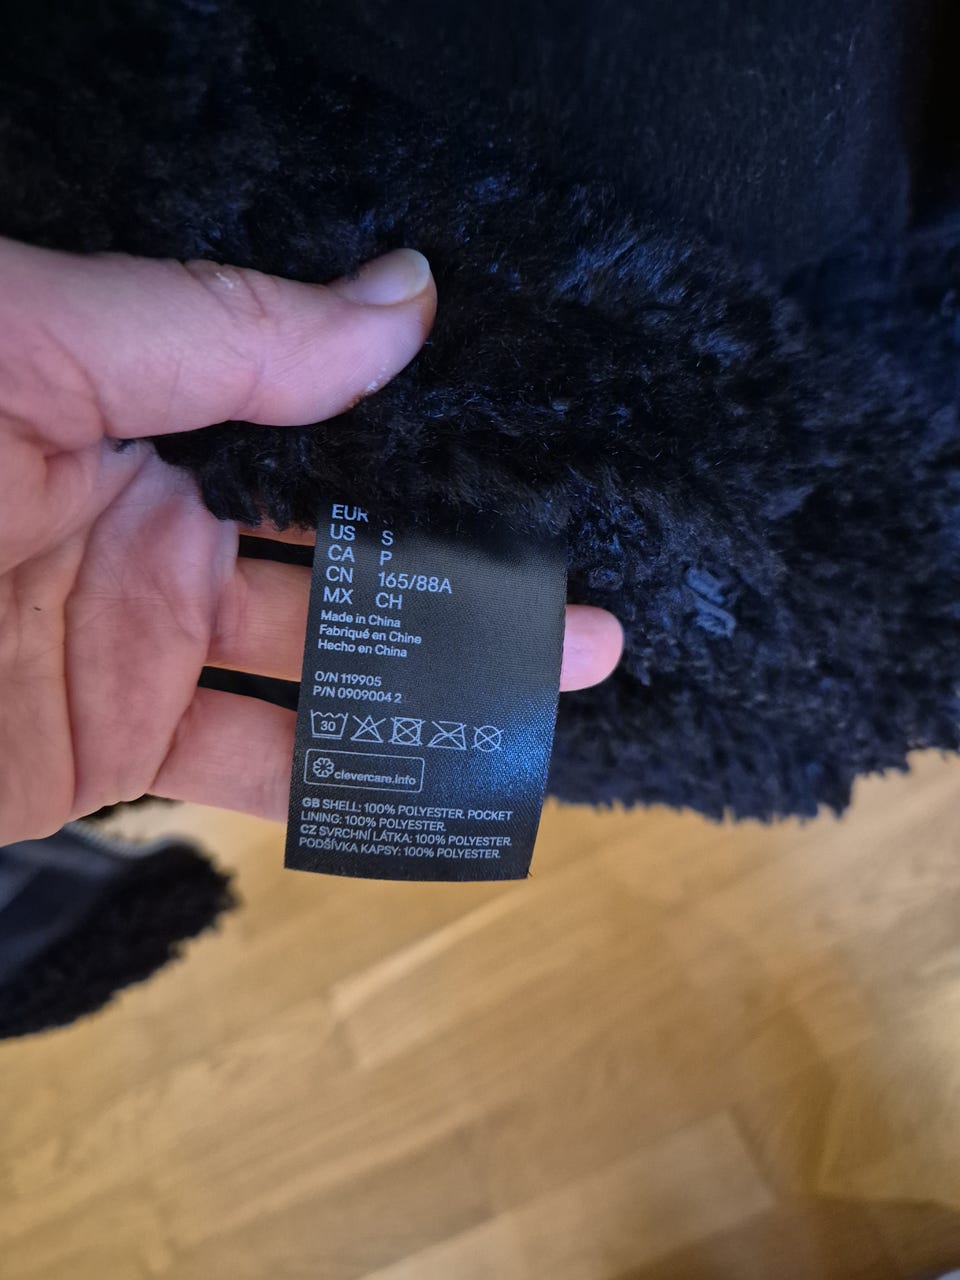 EUR
US S
CA P
CN 165/88A
MX CH
Made in China
Fabriqué en Chine
Hecho en China
O/N 119905
P/N 0909004 2
30
clevercare.info
GB SHELL: 100% POLYESTER. POCKET
LINING: 100% POLYESTER.
CZ SVRCHNÍ LÁTKA: 100% POLYESTER.
PODŠÍVKA KAPSY: 100% POLYESTER.